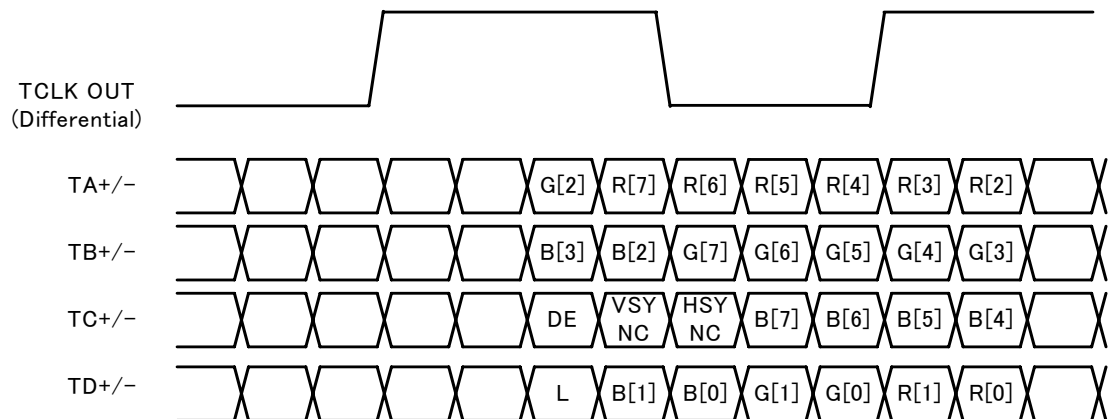 TCLK OUT
(Differential)
TA+/- G[2] R[7] R[6] R[5] R[4] R[3] R[2]
TB+/- B[3] B[2] G[7] G[6] G[5] G[4] G[3]
TC+/- DE VSY NC HSY NC B[7] B[6] B[5] B[4]
TD+/- L B[1] B[0] G[1] G[0] R[1] R[0]